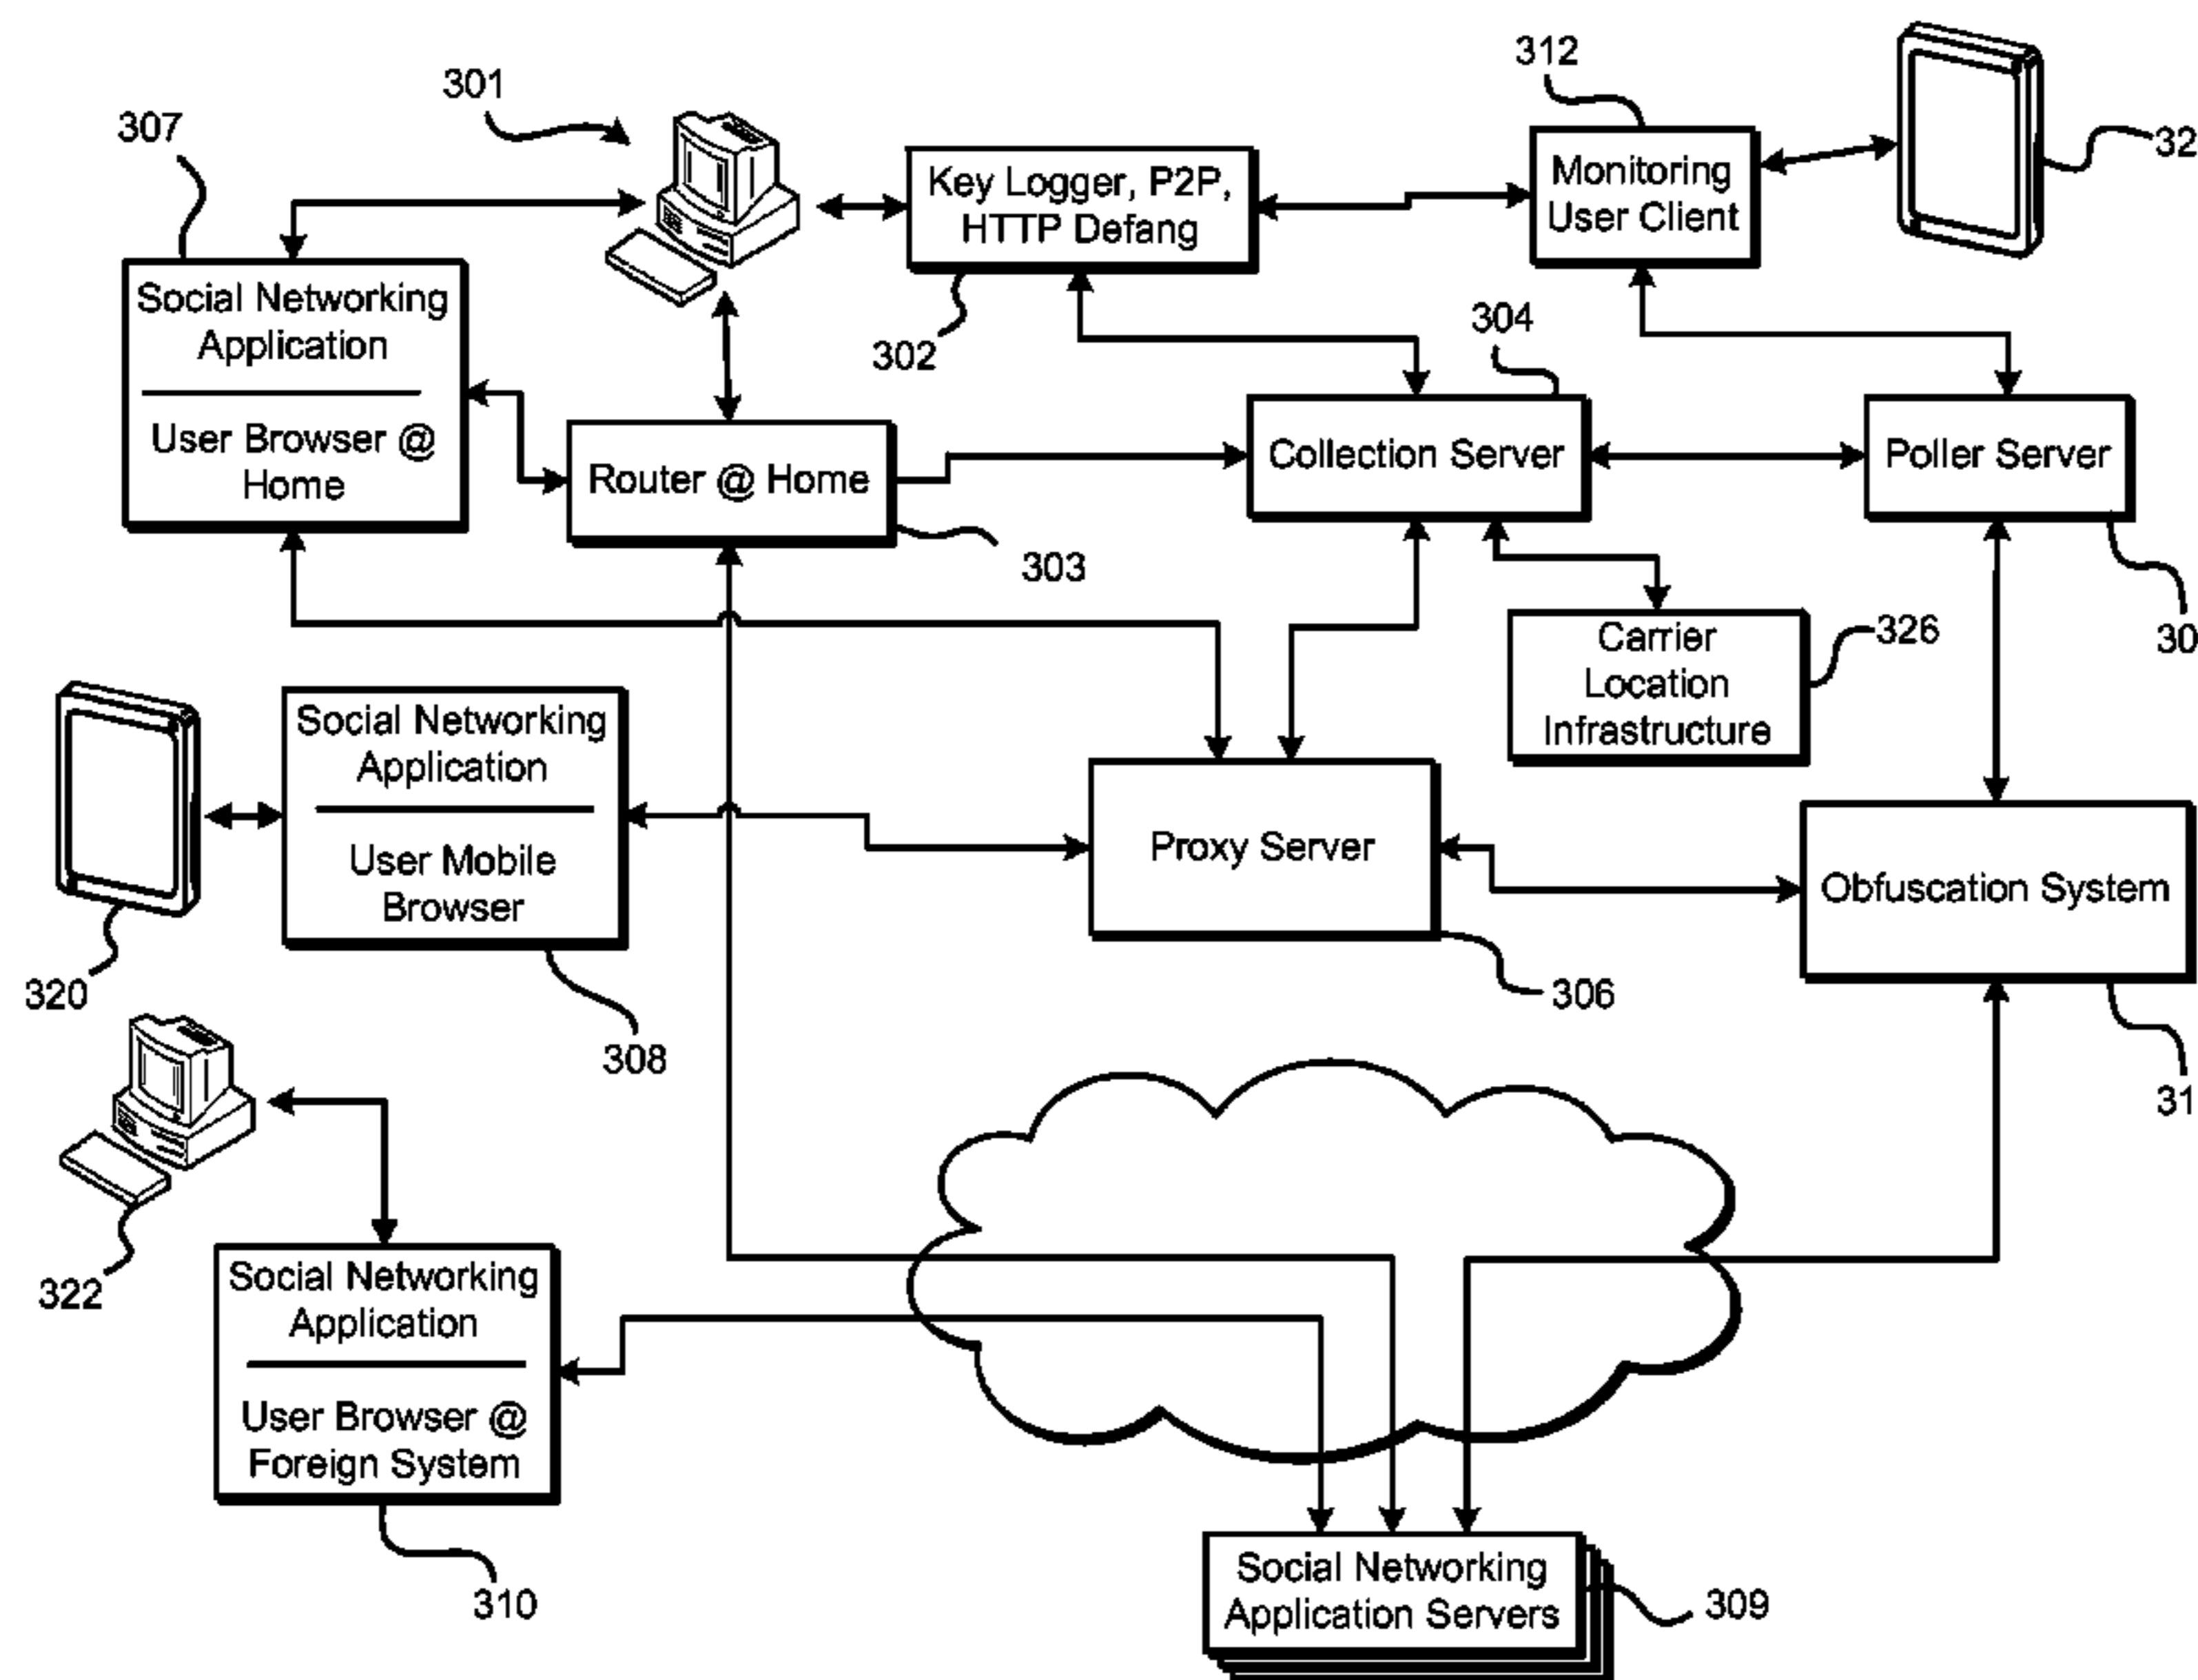 312
301
307
32
Key Logger, P2P,
HTTP Defang
Monitoring
User Client
Social Networking
Application
User Browser @
Home
302
304
Router @ Home
Collection Server
Poller Server
303
30
326
Carrier
Location
Infrastructure
Social Networking
Application
User Mobile
Browser
Proxy Server
Obfuscation System
320
306
308
31
322
Social Networking
Application
User Browser @
Foreign System
310
Social Networking
Application Servers
309